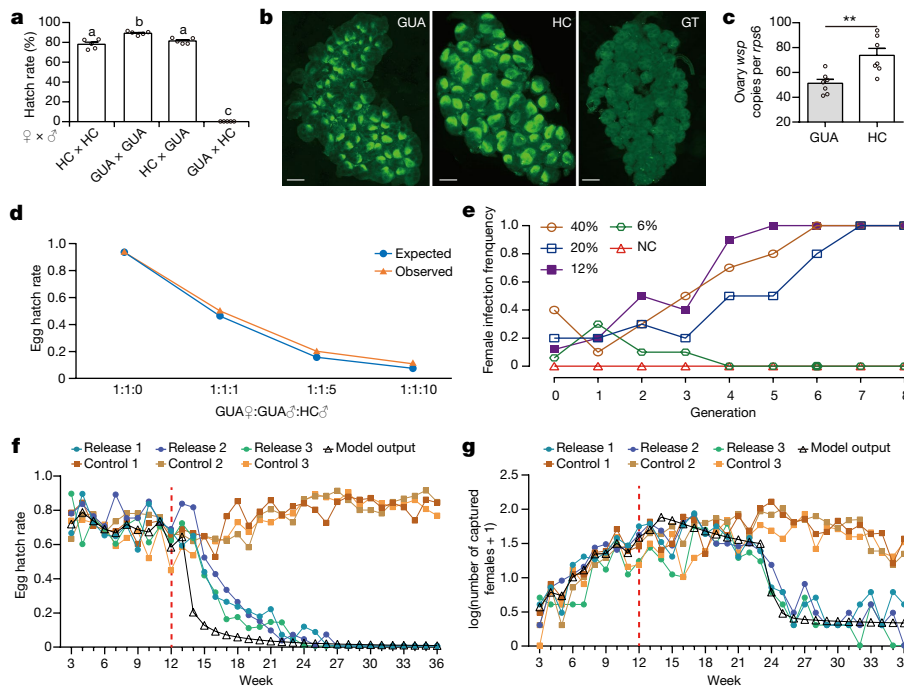 a
Hatch rate (%)
100
80
60
40
20
0
a
b
a
c
♀ × ♂
HC × HC
GUA × GUA
HC × GUA
GUA × HC
b
GUA
HC
GT
c
Ovary wsp
copies per rps6
100
80
60
40
20
**
GUA
HC
d
Egg hatch rate
1.0
0.8
0.6
0.4
0.2
0
Expected
Observed
1:1:0
1:1:1
1:1:5
1:1:10
GUA♀:GUA♂:HC♂
e
Female infection frenquency
1.0
0.8
0.6
0.4
0.2
0
40%
6%
20%
NC
12%
0 1 2 3 4 5 6 7 8
Generation
f
Release 1 Release 2 Release 3 Model output
Control 1 Control 2 Control 3
Egg hatch rate
1.0
0.8
0.6
0.4
0.2
0
3 6 9 12 15 18 21 24 27 30 33 36
Week
g
Release 1 Release 2 Release 3 Model output
Control 1 Control 2 Control 3
log(number of captured
females + 1)
2.5
2.0
1.5
1.0
0.5
0
3 6 9 12 15 18 21 24 27 30 33
Week